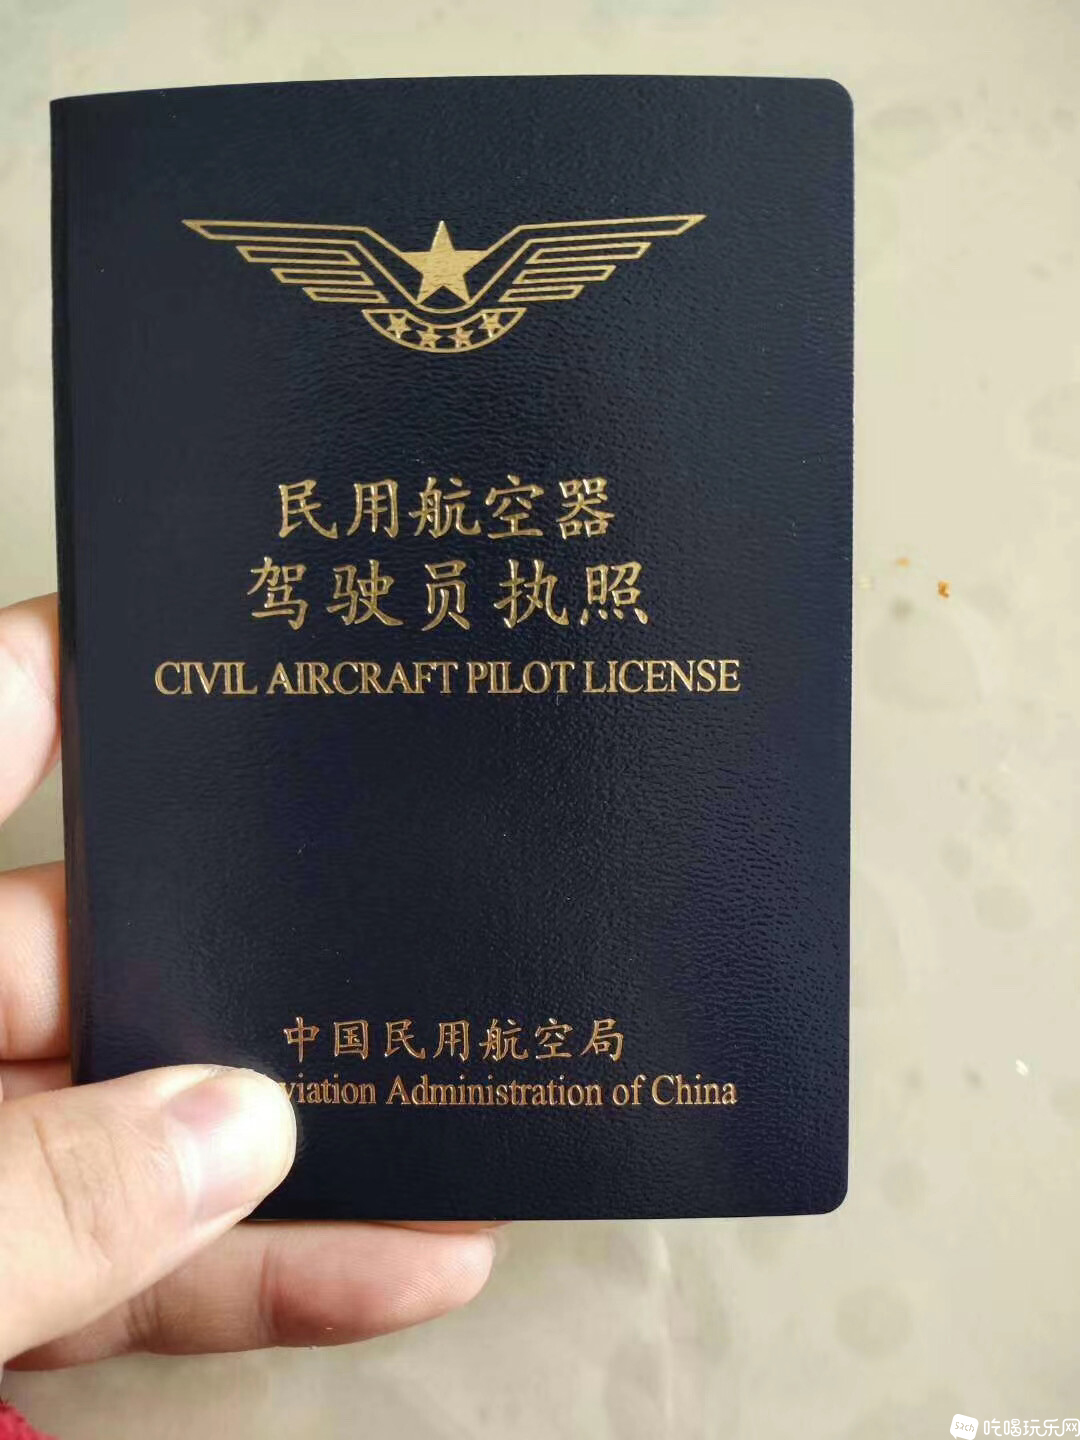 民用航空器
驾驶员执照
CIVIL AIRCRAFT PILOT LICENSE
中国民用航空局
Administration of China
Sach 吃喝玩乐网